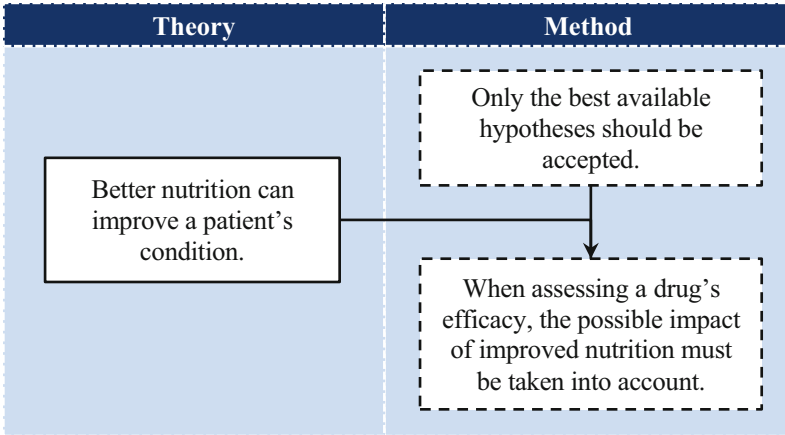 Theory
Method
Only the best available
hypotheses should be
accepted.
Better nutrition can
improve a patient’s
condition.
When assessing a drug’s
efficacy, the possible impact
of improved nutrition must
be taken into account.